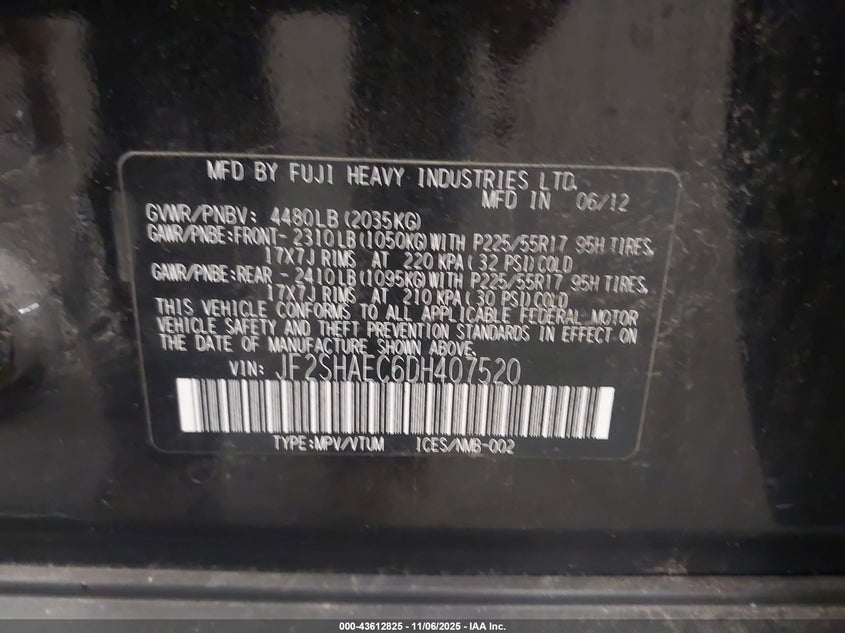 MFD BY FUJI HEAVY INDUSTRIES LTD.
MFD IN 06/12
GVWR/PNBV: 4480LB(2035KG)
GAWR/PNBE:FRONT- 2310LB(1050KG)WITH P225/55R17 95H TIRES,
17X7J RIMS AT 220 KPA(32 PSI)COLD
GAWR/PNBE:REAR - 2410LB(1095KG)WITH P225/55R17 95H TIRES,
17X7J RIMS AT 210 KPA(30 PSI)COLD
THIS VEHICLE CONFORMS TO ALL APPLICABLE FEDERAL MOTOR
VEHICLE SAFETY AND THEFT PREVENTION STANDARDS IN EFFECT ON
THE DATE OF MANUFACTURE SHOWN ABOVE.
VIN: JF2SHAEC6DH407520
TYPE:MPV/VTUM ICES/NMB-002
000-43612825 - 11/06/2025 - IAA Inc.